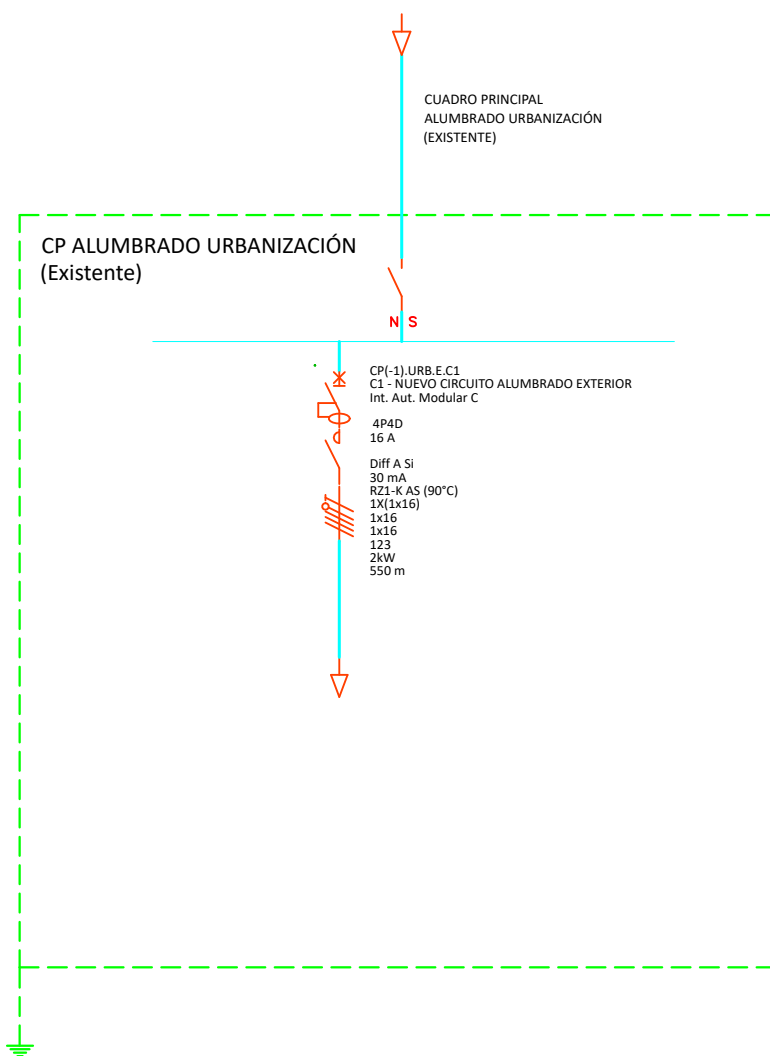 CUADRO PRINCIPAL
ALUMBRADO URBANIZACIÓN
(EXISTENTE)
CP ALUMBRADO URBANIZACIÓN
(Existente)
N S
CP(-1).URB.E.C1
C1 - NUEVO CIRCUITO ALUMBRADO EXTERIOR
Int. Aut. Modular C
4P4D
16 A
Diff A Si
30 mA
RZ1-K AS (90°C)
1X(1x16)
1x16
1x16
123
2kW
550 m